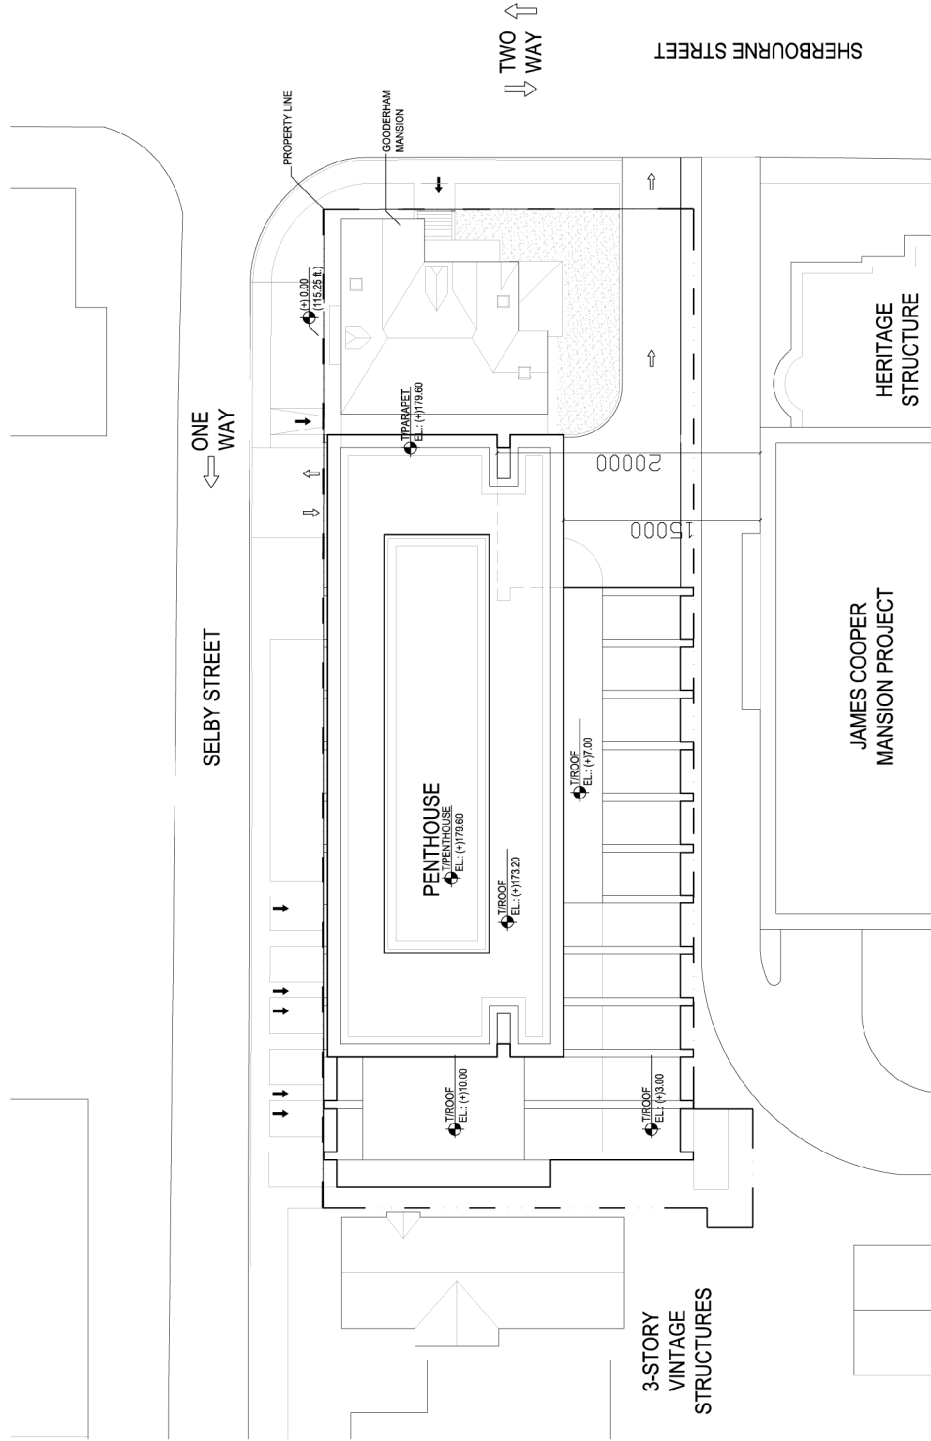 SHERBOURNE STREET
TWO
WAY
PROPERTY LINE
GOODERHAM
MANSION
(+) 0.00
(115.25 ft.)
ONE
WAY
HERITAGE
STRUCTURE
T/PARAPET
EL.: (+)179.60
20000
15000
SELBY STREET
JAMES COOPER
MANSION PROJECT
T/ROOF
EL.: (+)7.00
PENTHOUSE
T/PENTHOUSE
EL.: (+)179.60
T/ROOF
EL.: (+)173.20
T/ROOF
EL.: (+)10.00
T/ROOF
EL.: (+)3.00
3-STORY
VINTAGE
STRUCTURES